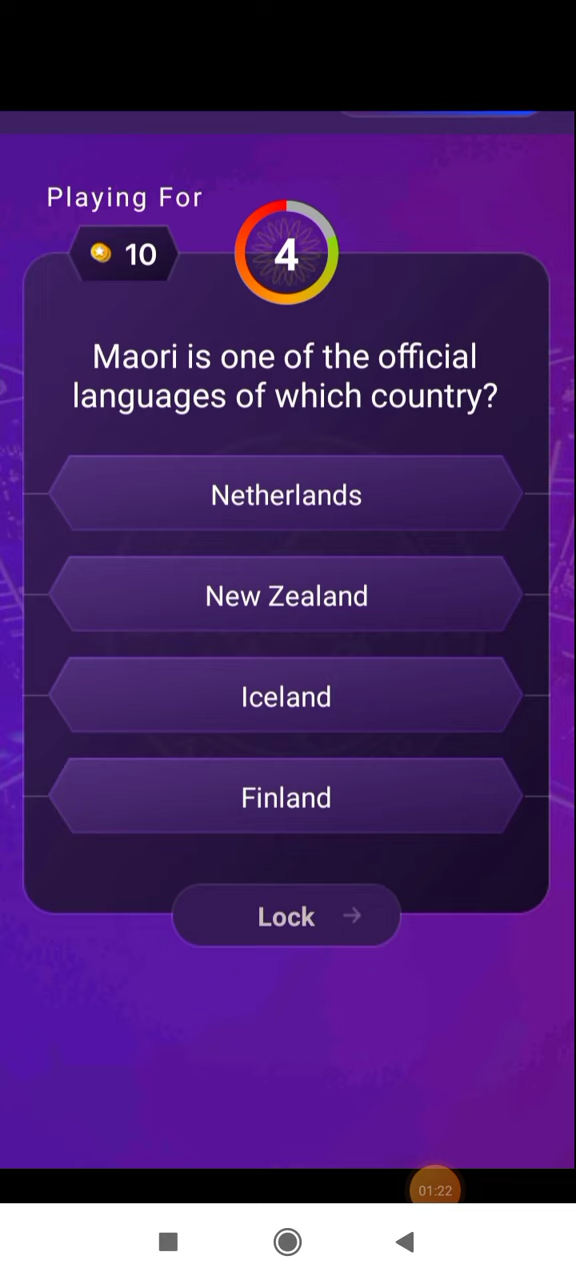 Playing For
10
4
Maori is one of the official
languages of which country?
Netherlands
New Zealand
Iceland
Finland
Lock
01:22